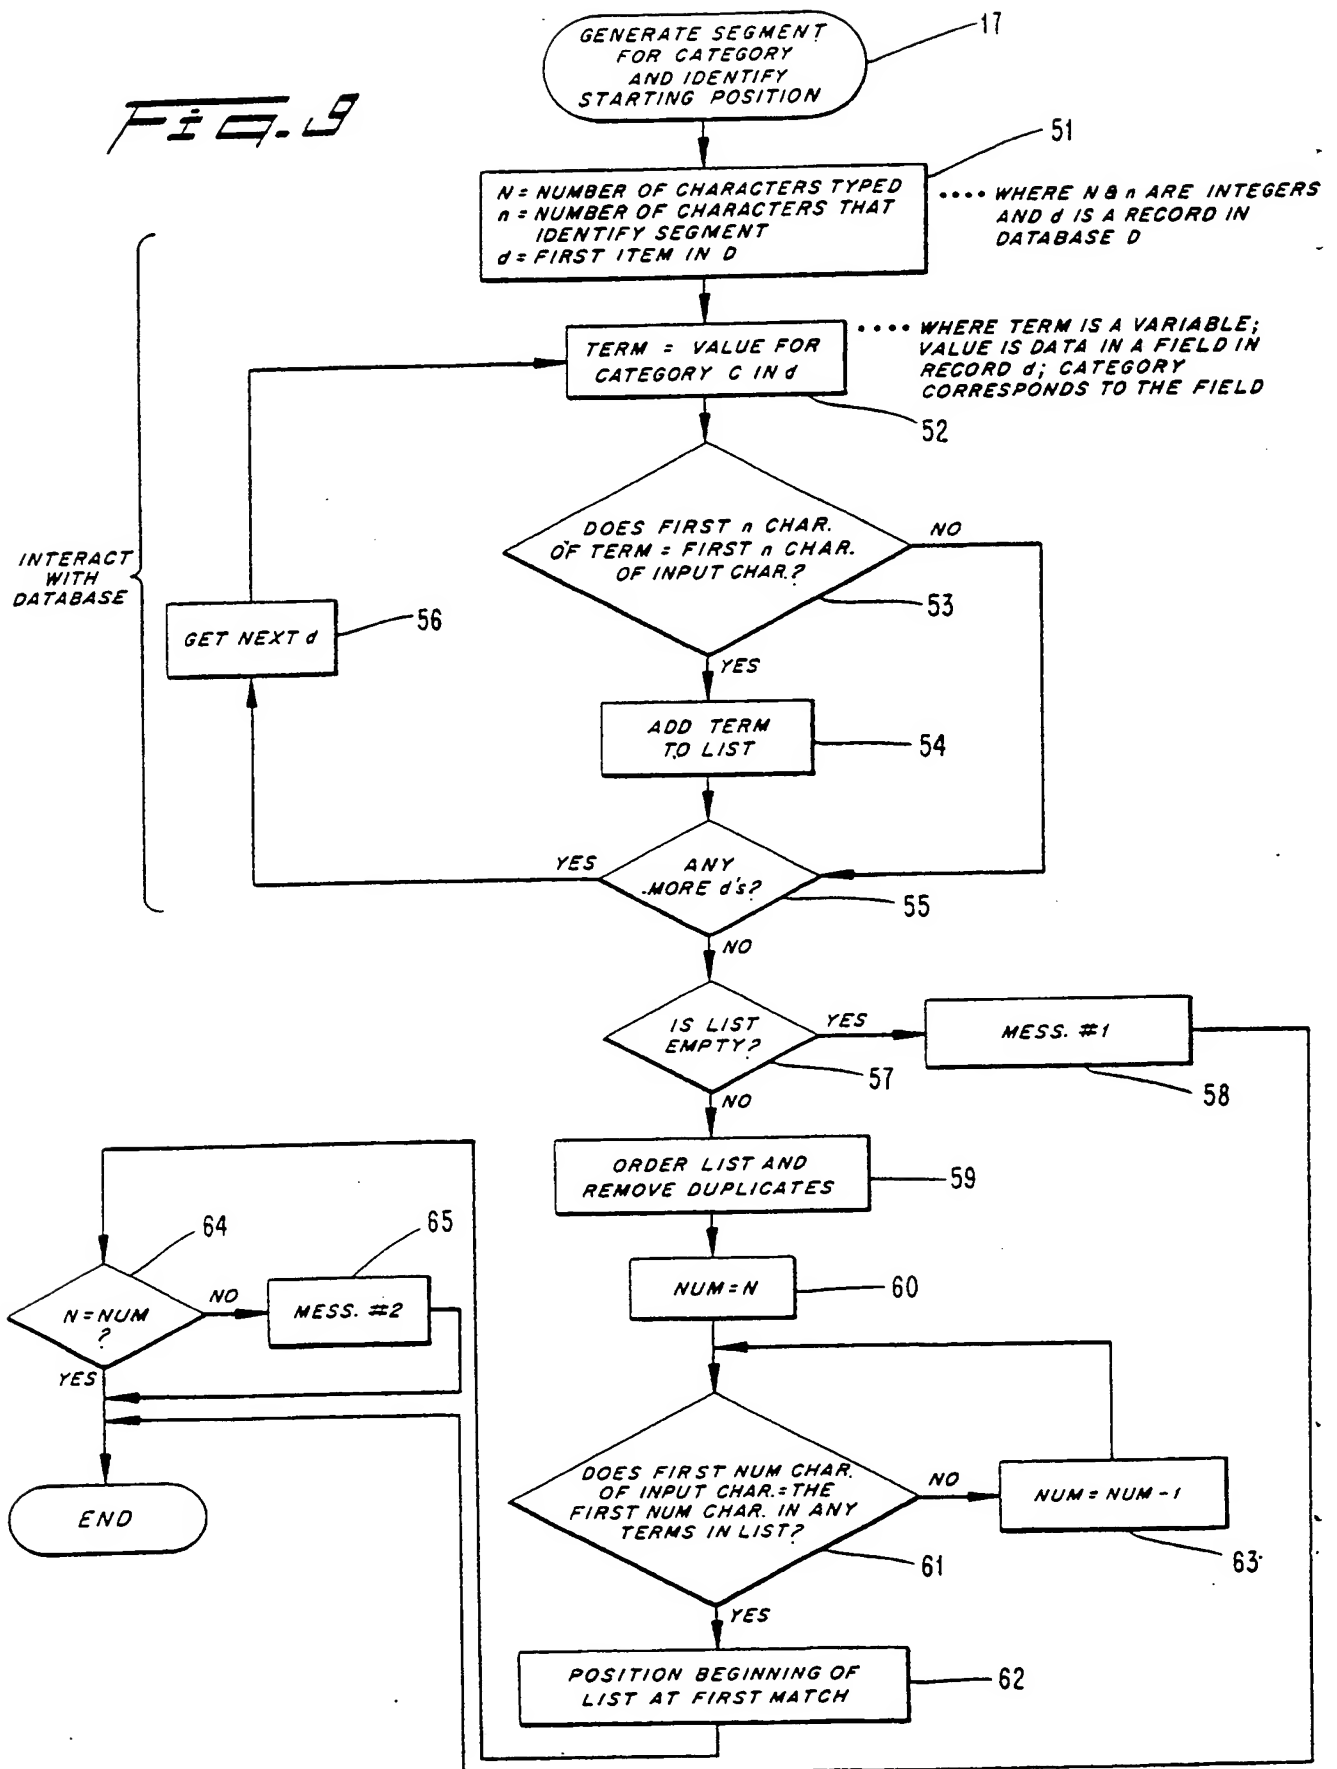 Fig. 9
GENERATE SEGMENT
FOR CATEGORY
AND IDENTIFY
STARTING POSITION
17
51
N = NUMBER OF CHARACTERS TYPED
n = NUMBER OF CHARACTERS THAT
IDENTIFY SEGMENT
d = FIRST ITEM IN D
•••• WHERE N & n ARE INTEGERS
AND d IS A RECORD IN
DATABASE D
TERM = VALUE FOR
CATEGORY C IN d
52
•••• WHERE TERM IS A VARIABLE;
VALUE IS DATA IN A FIELD IN
RECORD d; CATEGORY
CORRESPONDS TO THE FIELD
INTERACT
WITH
DATABASE
DOES FIRST n CHAR.
OF TERM = FIRST n CHAR.
OF INPUT CHAR.?
NO
53
GET NEXT d
56
YES
ADD TERM
TO LIST
54
YES
ANY
MORE d's?
55
NO
IS LIST
EMPTY?
YES
57
MESS. #1
58
NO
ORDER LIST AND
REMOVE DUPLICATES
59
NUM = N
60
64
65
N = NUM
?
NO
MESS. #2
YES
END
DOES FIRST NUM CHAR.
OF INPUT CHAR. = THE
FIRST NUM CHAR. IN ANY
TERMS IN LIST?
NO
NUM = NUM - 1
61
63
YES
POSITION BEGINNING OF
LIST AT FIRST MATCH
62